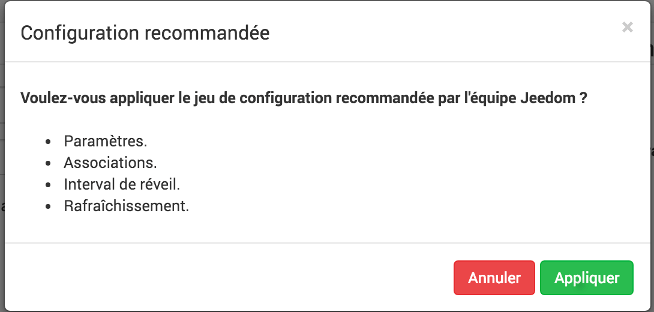 Configuration recommandée
×
Voulez-vous appliquer le jeu de configuration recommandée par l'équipe Jeedom ?
• Paramètres.
• Associations.
• Interval de réveil.
• Rafraîchissement.
Annuler
Appliquer